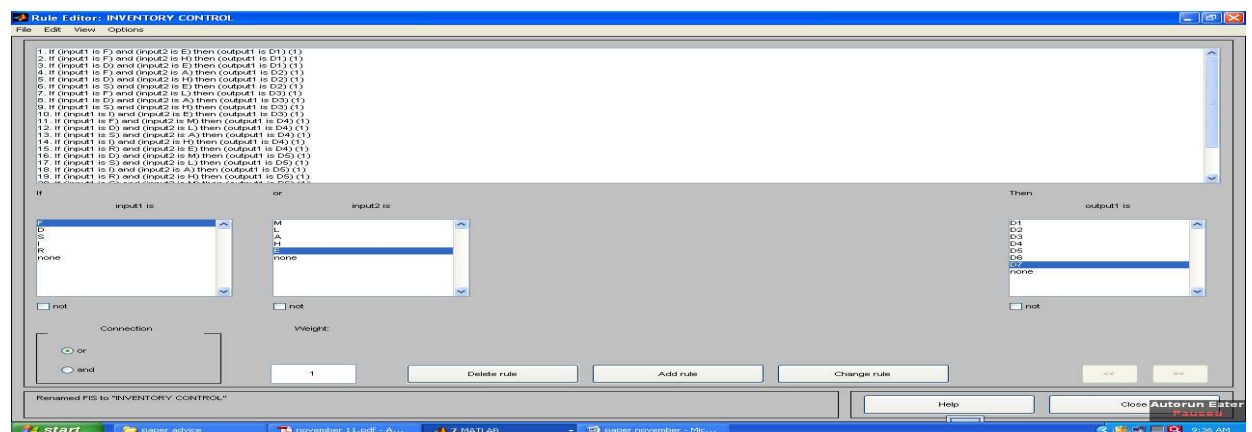 Rule Editor: INVENTORY CONTROL
File Edit View Options
1. If (input1 is F) and (input2 is E) then (output1 is D1) (1)
2. If (input1 is F) and (input2 is H) then (output1 is D1) (1)
3. If (input1 is D) and (input2 is E) then (output1 is D1) (1)
4. If (input1 is F) and (input2 is A) then (output1 is D2) (1)
5. If (input1 is D) and (input2 is H) then (output1 is D2) (1)
6. If (input1 is S) and (input2 is E) then (output1 is D2) (1)
7. If (input1 is F) and (input2 is L) then (output1 is D3) (1)
8. If (input1 is D) and (input2 is A) then (output1 is D3) (1)
9. If (input1 is S) and (input2 is H) then (output1 is D3) (1)
10. If (input1 is I) and (input2 is E) then (output1 is D3) (1)
11. If (input1 is F) and (input2 is M) then (output1 is D4) (1)
12. If (input1 is D) and (input2 is L) then (output1 is D4) (1)
13. If (input1 is S) and (input2 is A) then (output1 is D4) (1)
14. If (input1 is I) and (input2 is H) then (output1 is D4) (1)
15. If (input1 is R) and (input2 is E) then (output1 is D4) (1)
16. If (input1 is D) and (input2 is M) then (output1 is D5) (1)
17. If (input1 is S) and (input2 is L) then (output1 is D5) (1)
18. If (input1 is I) and (input2 is A) then (output1 is D5) (1)
19. If (input1 is R) and (input2 is H) then (output1 is D5) (1)
If or Then
input1 is input2 is output1 is
F
D
S
I
R
none
M
L
A
H
E
none
D1
D2
D3
D4
D5
D6
D7
none
not not not
Connection Weight:
or
and
1 Delete rule Add rule Change rule << >>
Renamed FIS to "INVENTORY CONTROL" Help Close
Autorun Eater
Paused
start paper advice november 11.pdf - A... 7 MATLAB paper november - Mic... 9:36 AM